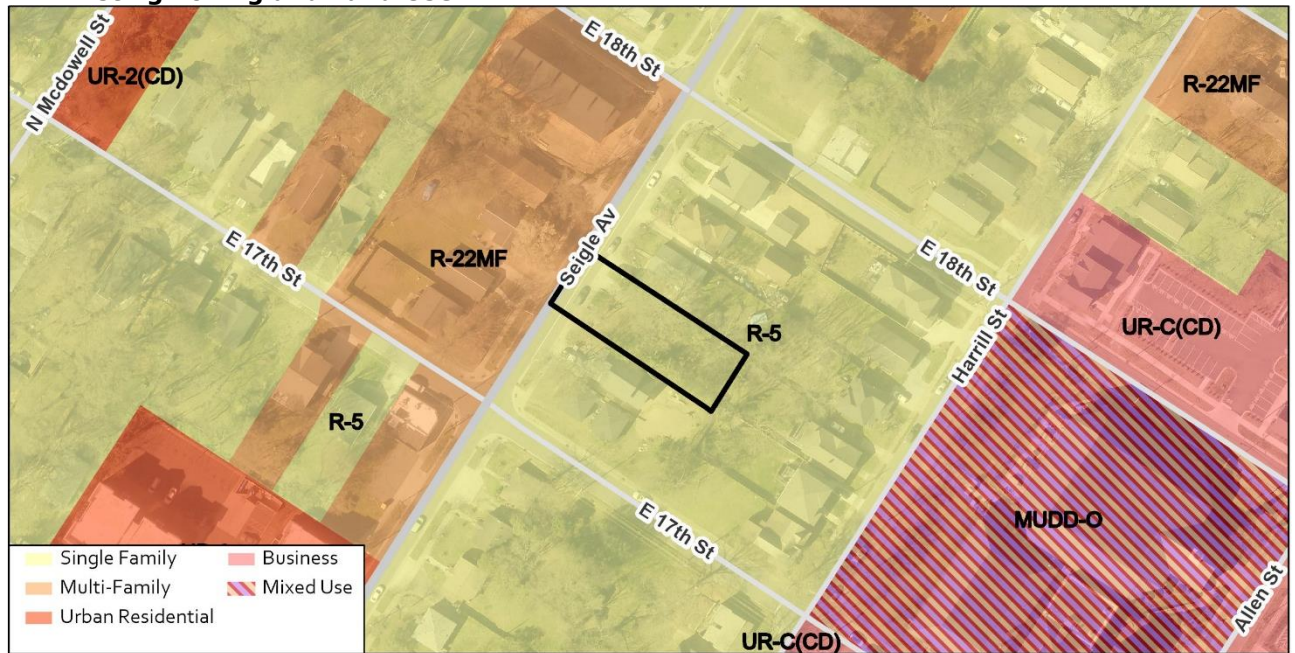 N Mcdowell St
UR-2(CD)
E 18th St
R-22MF
E 17th St
R-22MF
Seigle Av
R-5
E 18th St
Harrill St
UR-C(CD)
R-5
E 17th St
MUDD-O
Allen St
UR-C(CD)
Single Family
Multi-Family
Urban Residential
Business
Mixed Use